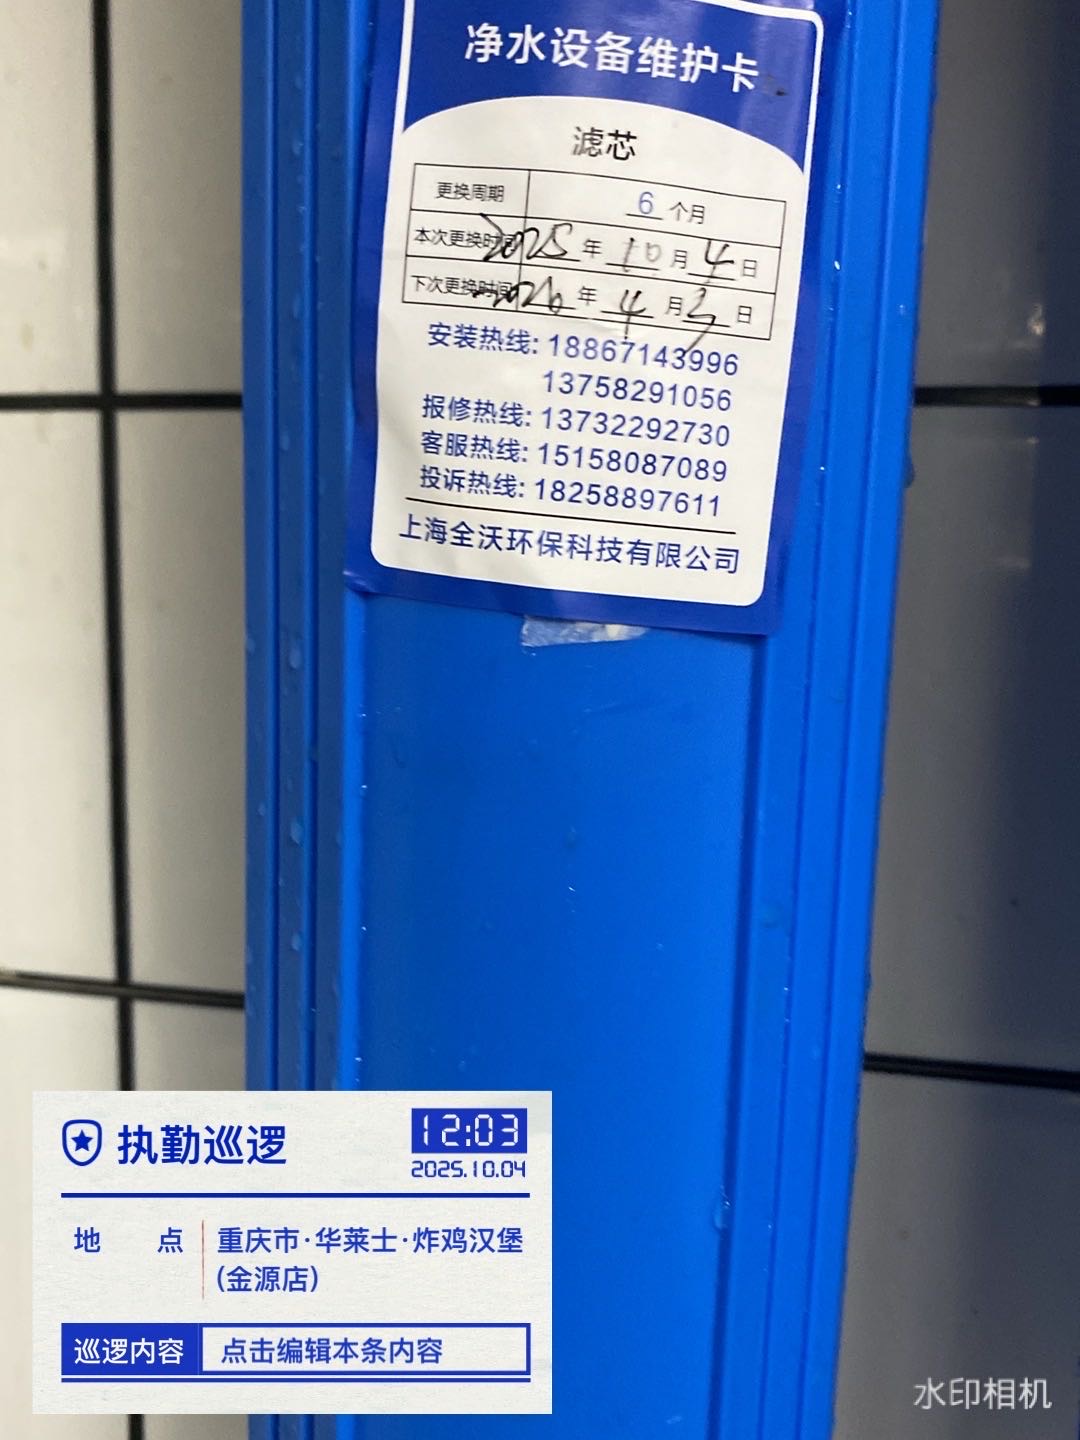 净水设备维护卡
滤芯
更换周期 6 个月
本次更换时间 2025 年 10 月 4 日
下次更换时间 2026 年 4 月 3 日
安装热线: 18867143996
13758291056
报修热线: 13732292730
客服热线: 15158087089
投诉热线: 18258897611
上海全沃环保科技有限公司
执勤巡逻
12:03
2025.10.04
地 点 重庆市·华莱士·炸鸡汉堡
(金源店)
巡逻内容 点击编辑本条内容
水印相机